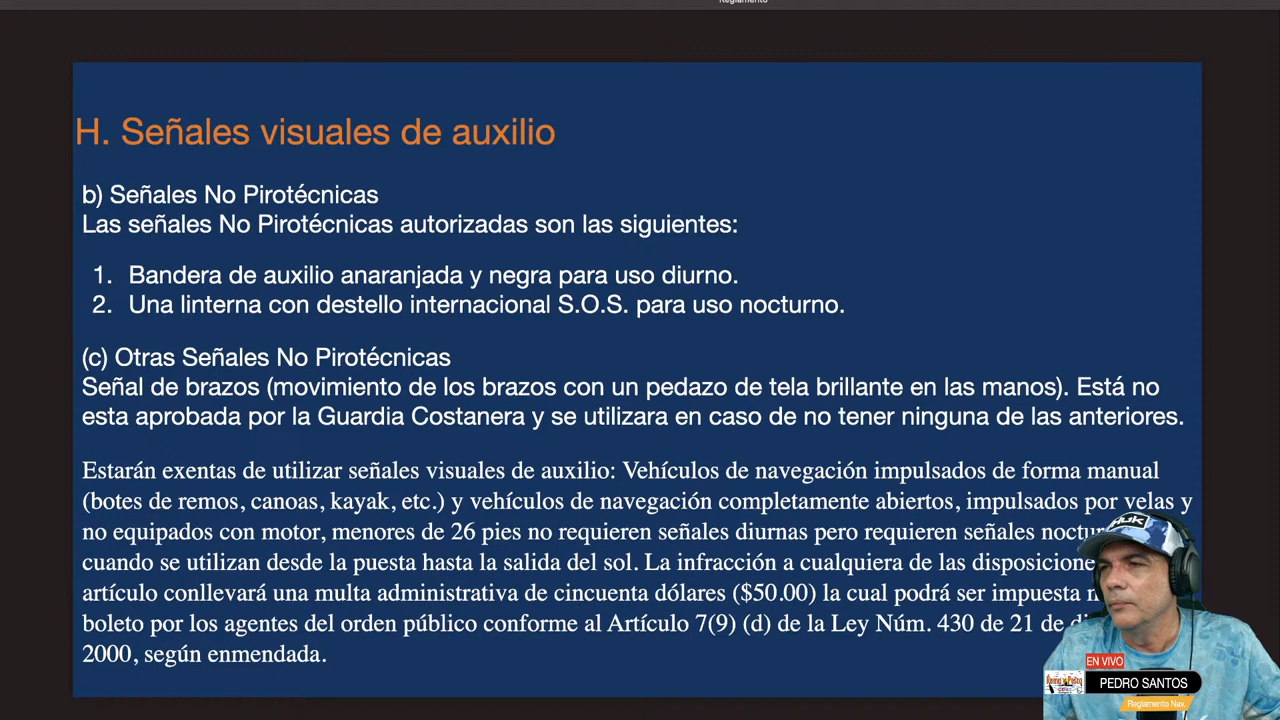 Reglamento
H. Señales visuales de auxilio
b) Señales No Pirotécnicas
Las señales No Pirotécnicas autorizadas son las siguientes:
1. Bandera de auxilio anaranjada y negra para uso diurno.
2. Una linterna con destello internacional S.O.S. para uso nocturno.
(c) Otras Señales No Pirotécnicas
Señal de brazos (movimiento de los brazos con un pedazo de tela brillante en las manos). Está no
esta aprobada por la Guardia Costanera y se utilizara en caso de no tener ninguna de las anteriores.
Estarán exentas de utilizar señales visuales de auxilio: Vehículos de navegación impulsados de forma manual
(botes de remos, canoas, kayak, etc.) y vehículos de navegación completamente abiertos, impulsados por velas y
no equipados con motor, menores de 26 pies no requieren señales diurnas pero requieren señales
cuando se utilizan desde la puesta hasta la salida del sol. La infracción a cualquiera de las
artículo conllevará una multa administrativa de cincuenta dólares ($50.00) la cual podrá ser impuesta
boleto por los agentes del orden público conforme al Artículo 7(9) (d) de la Ley Núm. 430 de 21 de
2000, según enmendada.
HUK
EN VIVO
PEDRO SANTOS
Reglamento Nav.